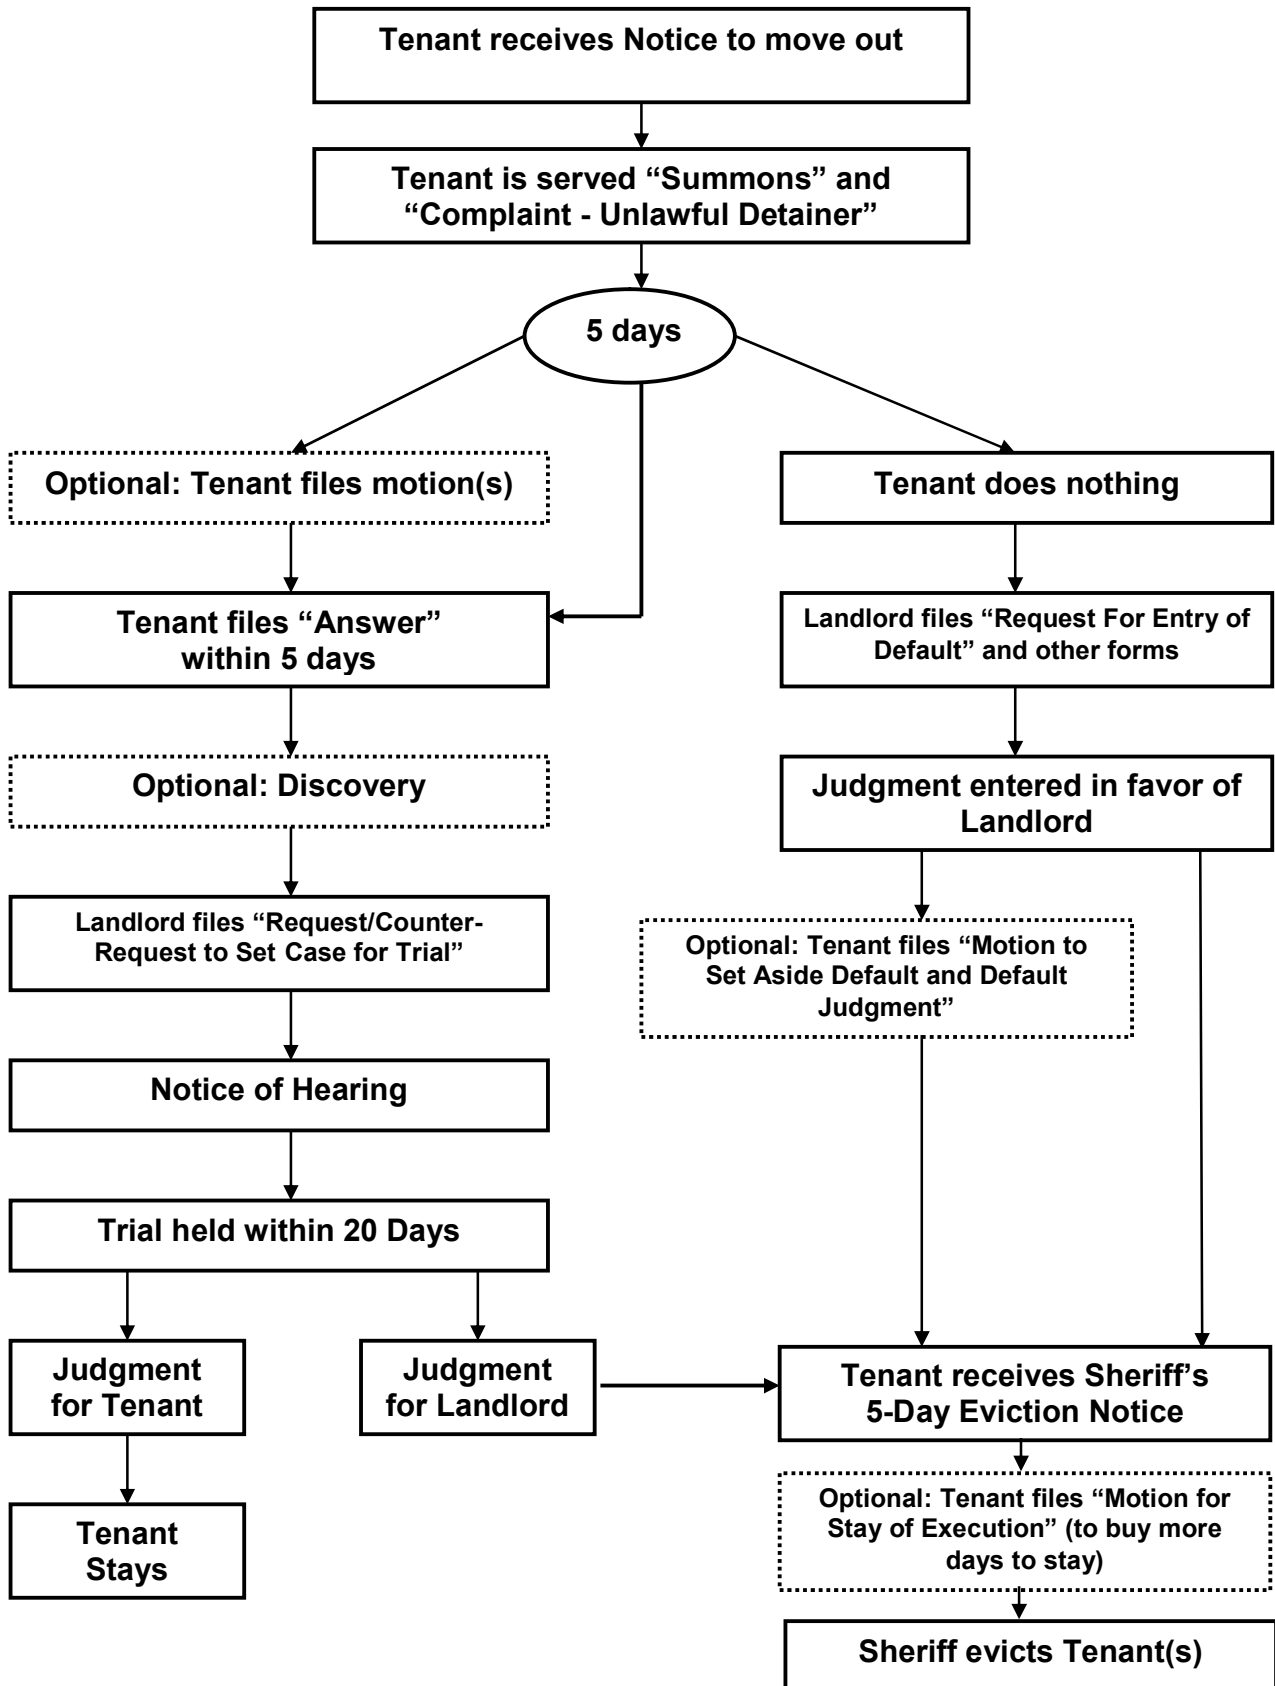 Tenant receives Notice to move out
Tenant is served “Summons” and
“Complaint - Unlawful Detainer”
5 days
Optional: Tenant files motion(s)
Tenant does nothing
Tenant files “Answer”
within 5 days
Landlord files “Request For Entry of
Default” and other forms
Optional: Discovery
Judgment entered in favor of
Landlord
Landlord files “Request/Counter-
Request to Set Case for Trial”
Optional: Tenant files “Motion to
Set Aside Default and Default
Judgment”
Notice of Hearing
Trial held within 20 Days
Judgment
for Tenant
Judgment
for Landlord
Tenant receives Sheriff’s
5-Day Eviction Notice
Tenant
Stays
Optional: Tenant files “Motion for
Stay of Execution” (to buy more
days to stay)
Sheriff evicts Tenant(s)